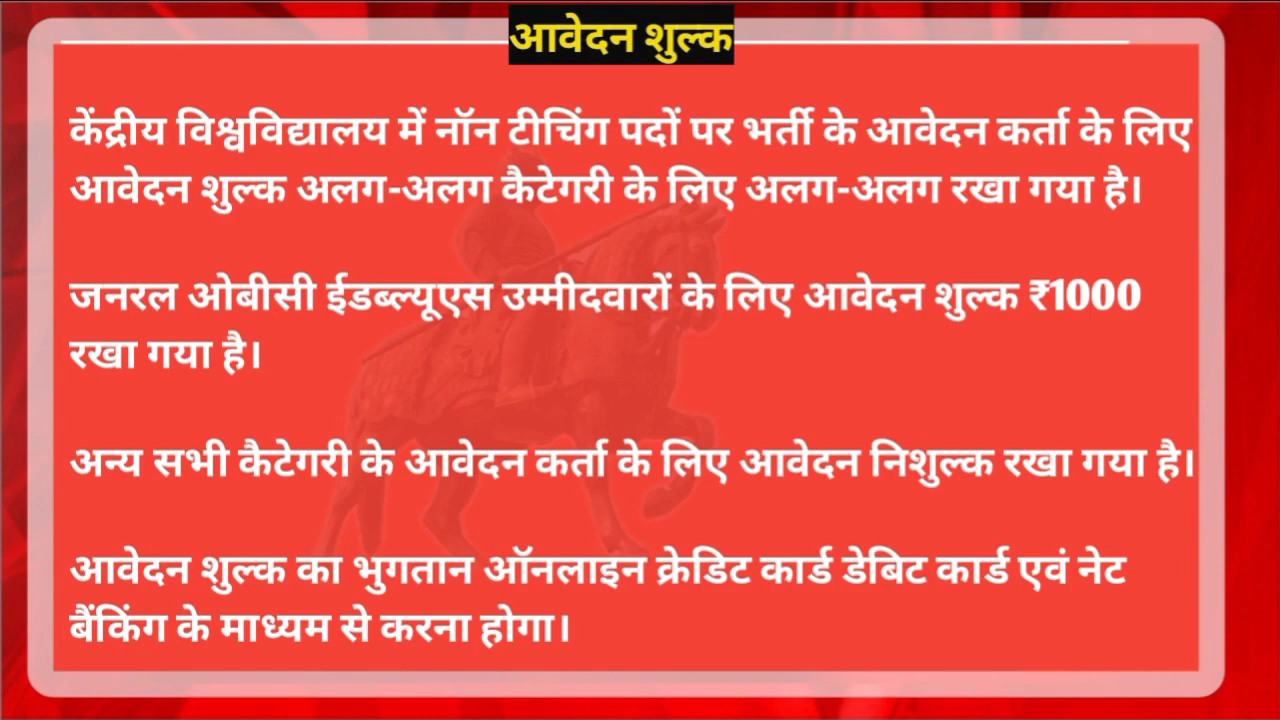 आवेदन शुल्क
केंद्रीय विश्वविद्यालय में नॉन टीचिंग पदों पर भर्ती के आवेदन कर्ता के लिए
आवेदन शुल्क अलग-अलग कैटेगरी के लिए अलग-अलग रखा गया है।
जनरल ओबीसी ईडब्ल्यूएस उम्मीदवारों के लिए आवेदन शुल्क ₹1000
रखा गया है।
अन्य सभी कैटेगरी के आवेदन कर्ता के लिए आवेदन निशुल्क रखा गया है।
आवेदन शुल्क का भुगतान ऑनलाइन क्रेडिट कार्ड डेबिट कार्ड एवं नेट
बैंकिंग के माध्यम से करना होगा।